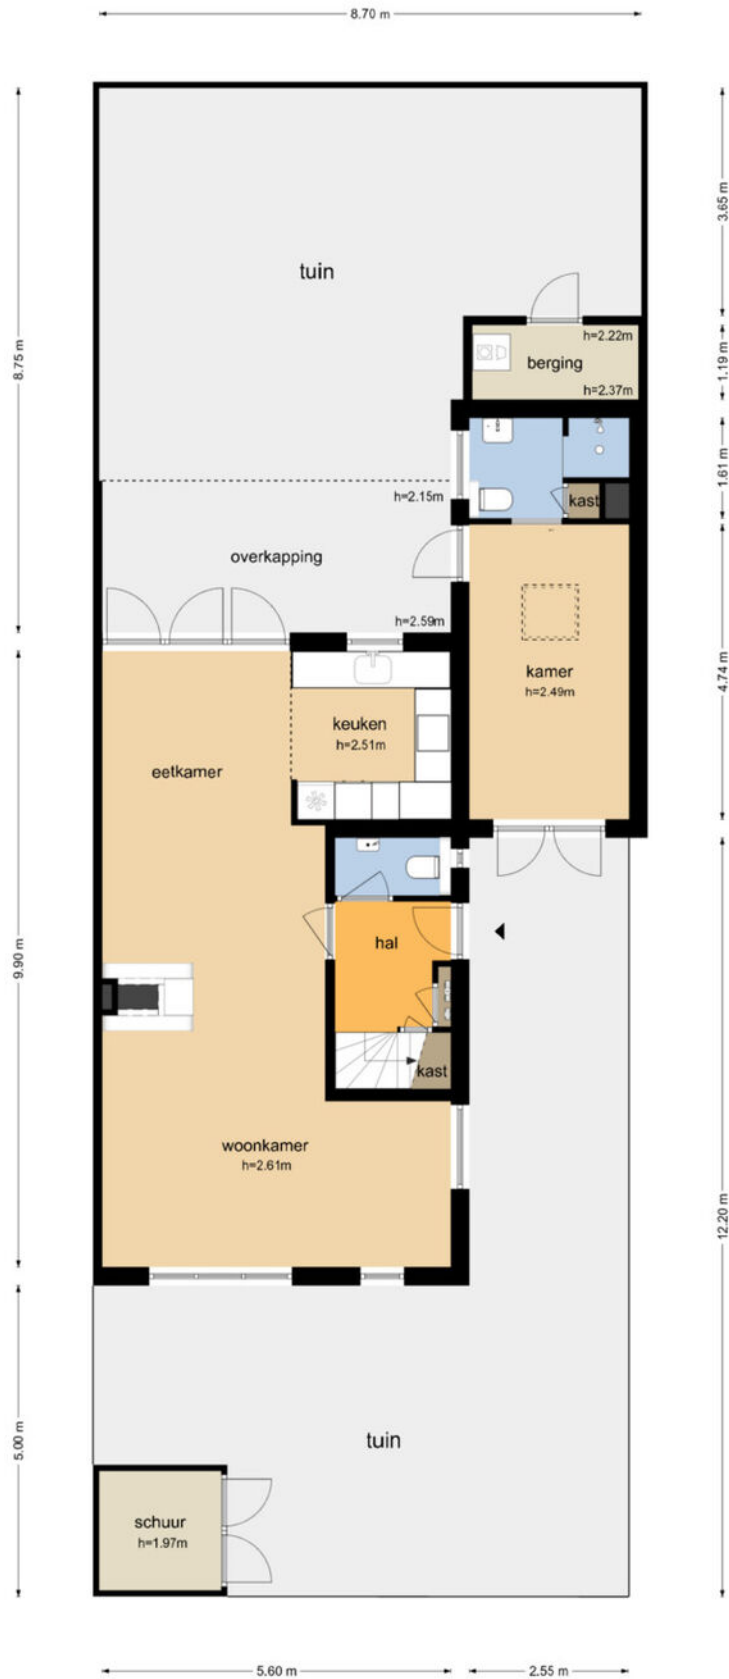 8.70 m
8.75 m
3.65 m
tuin
h=2.22m
berging
h=2.37m
1.19 m
1.61 m
h=2.15m
kast
overkapping
h=2.59m
kamer
h=2.49m
4.74 m
keuken
h=2.51m
eetkamer
hal
9.90 m
kast
woonkamer
h=2.61m
12.20 m
5.00 m
tuin
schuur
h=1.97m
5.60 m
2.55 m